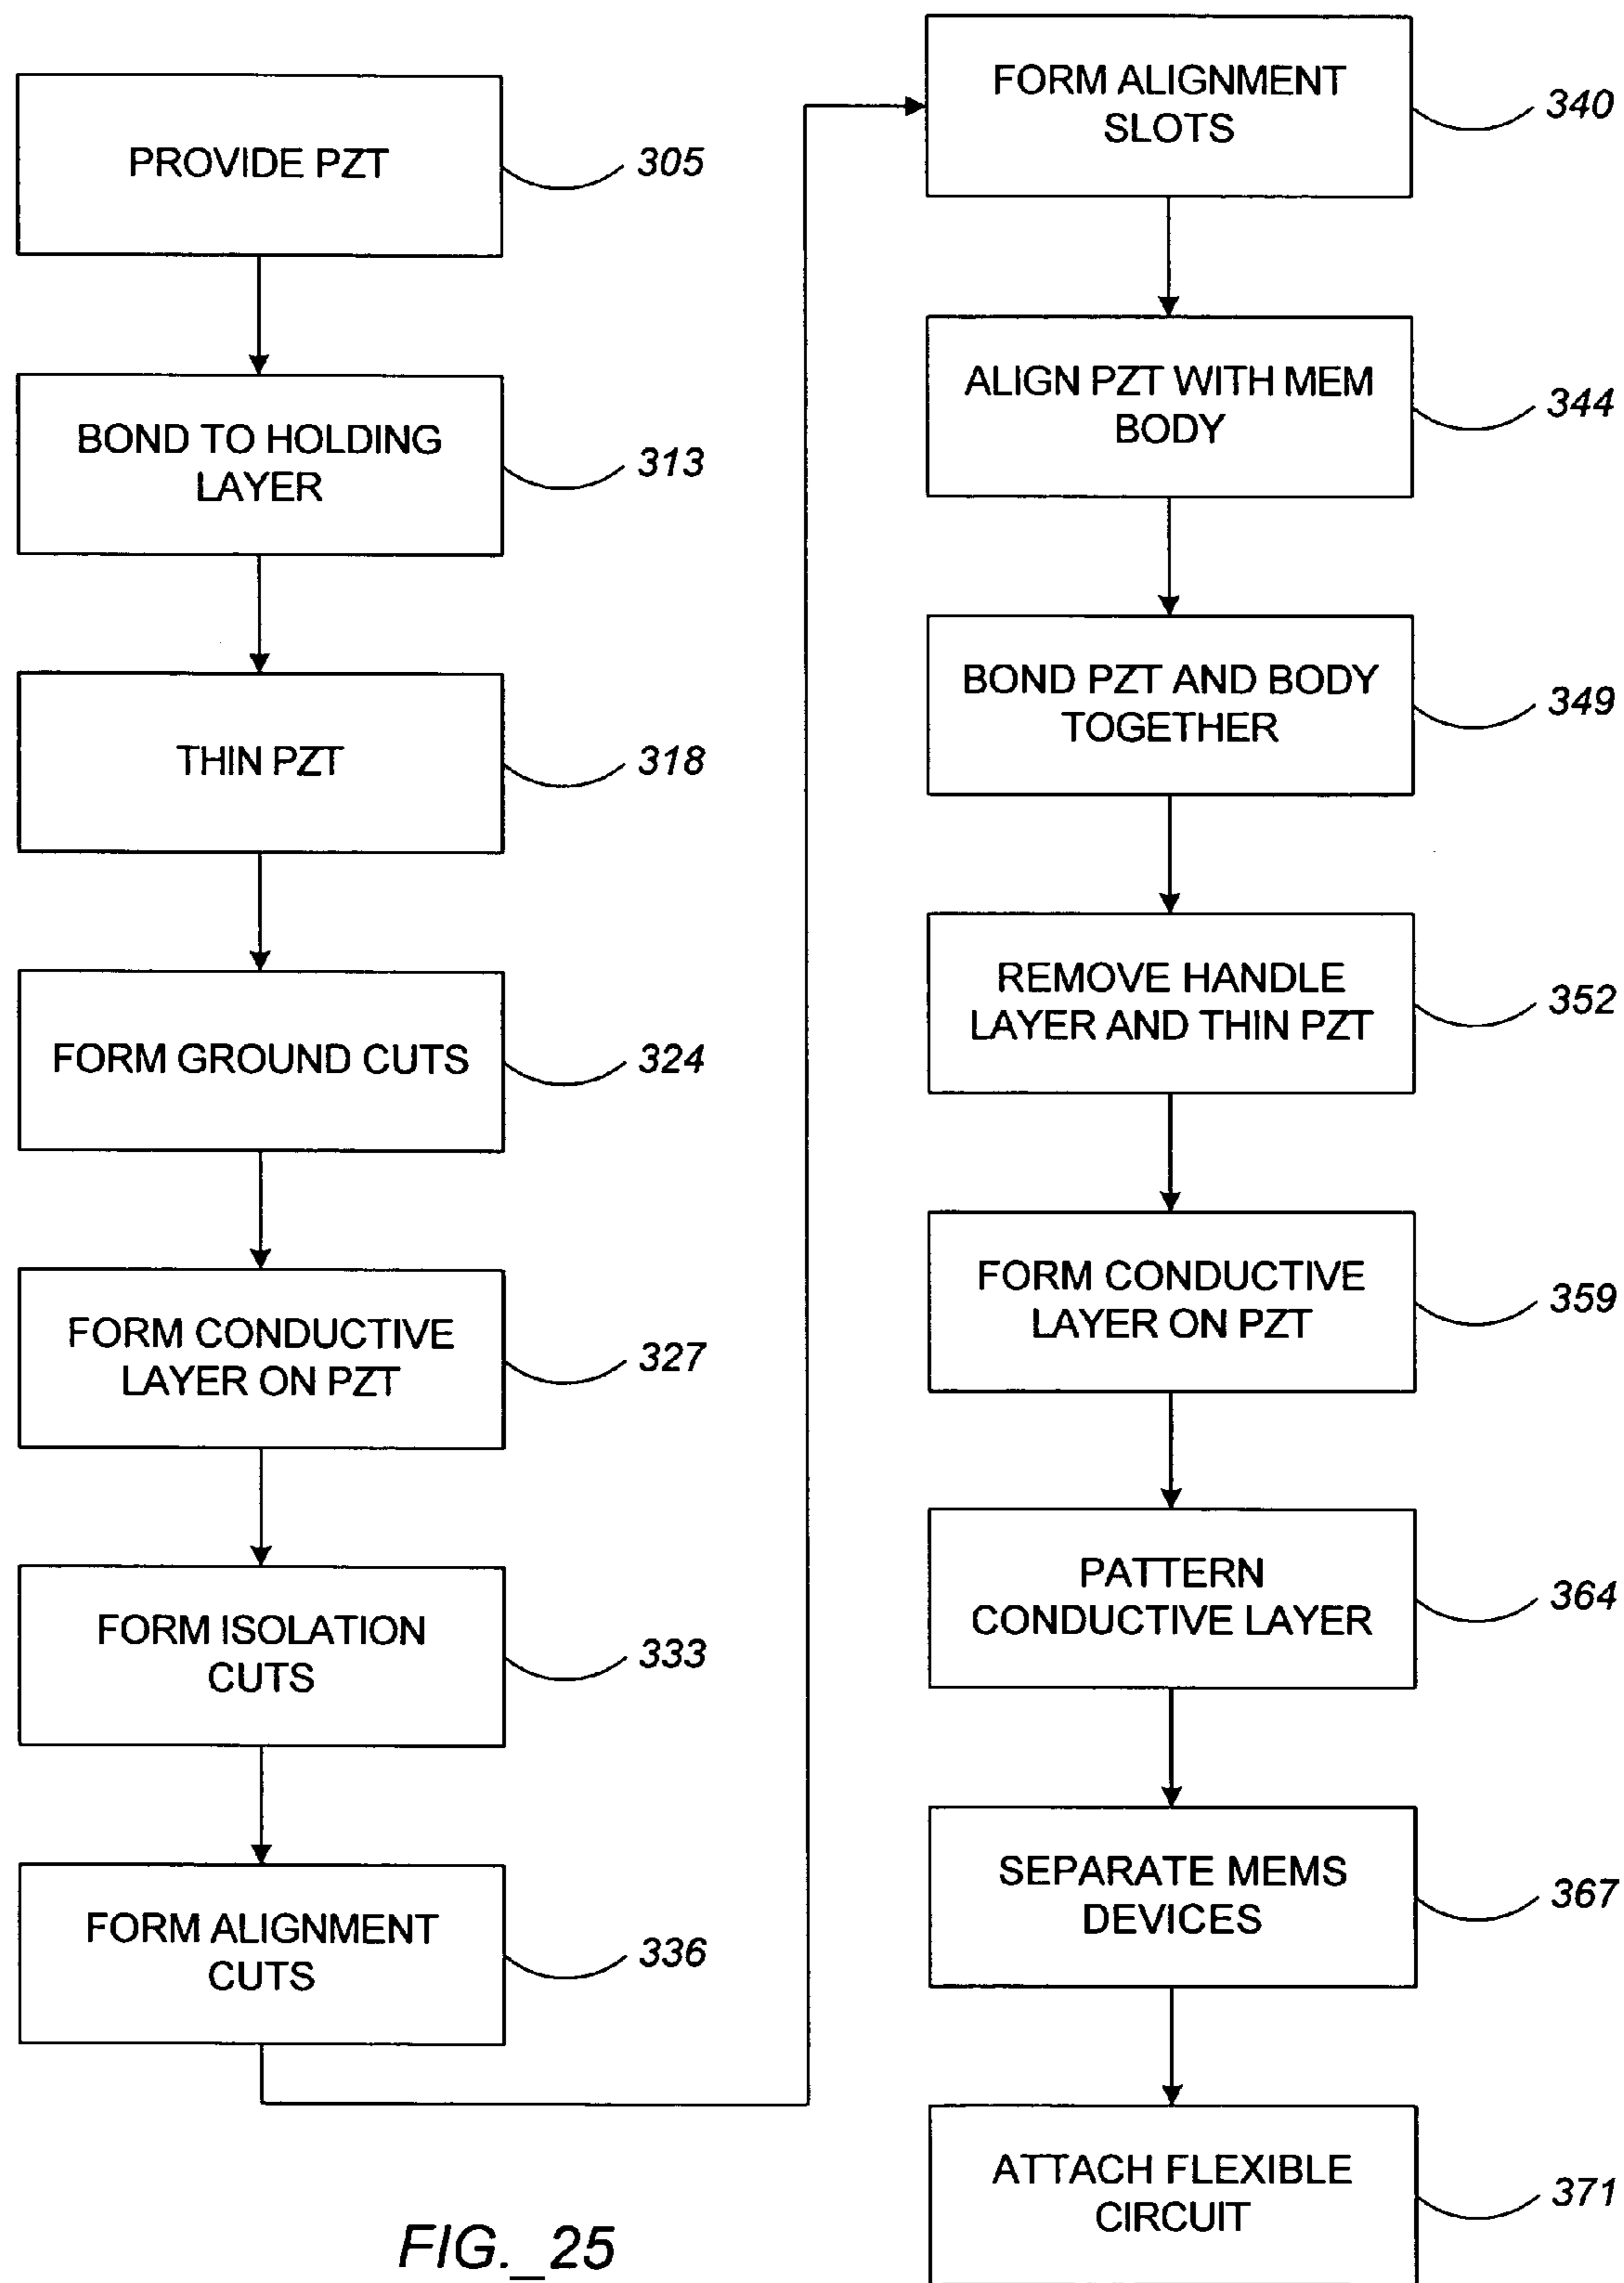 PROVIDE PZT
305
BOND TO HOLDING
LAYER
313
THIN PZT
318
FORM GROUND CUTS
324
FORM CONDUCTIVE
LAYER ON PZT
327
FORM ISOLATION
CUTS
333
FORM ALIGNMENT
CUTS
336
FORM ALIGNMENT
SLOTS
340
ALIGN PZT WITH MEM
BODY
344
BOND PZT AND BODY
TOGETHER
349
REMOVE HANDLE
LAYER AND THIN PZT
352
FORM CONDUCTIVE
LAYER ON PZT
359
PATTERN
CONDUCTIVE LAYER
364
SEPARATE MEMS
DEVICES
367
ATTACH FLEXIBLE
CIRCUIT
371
FIG._25